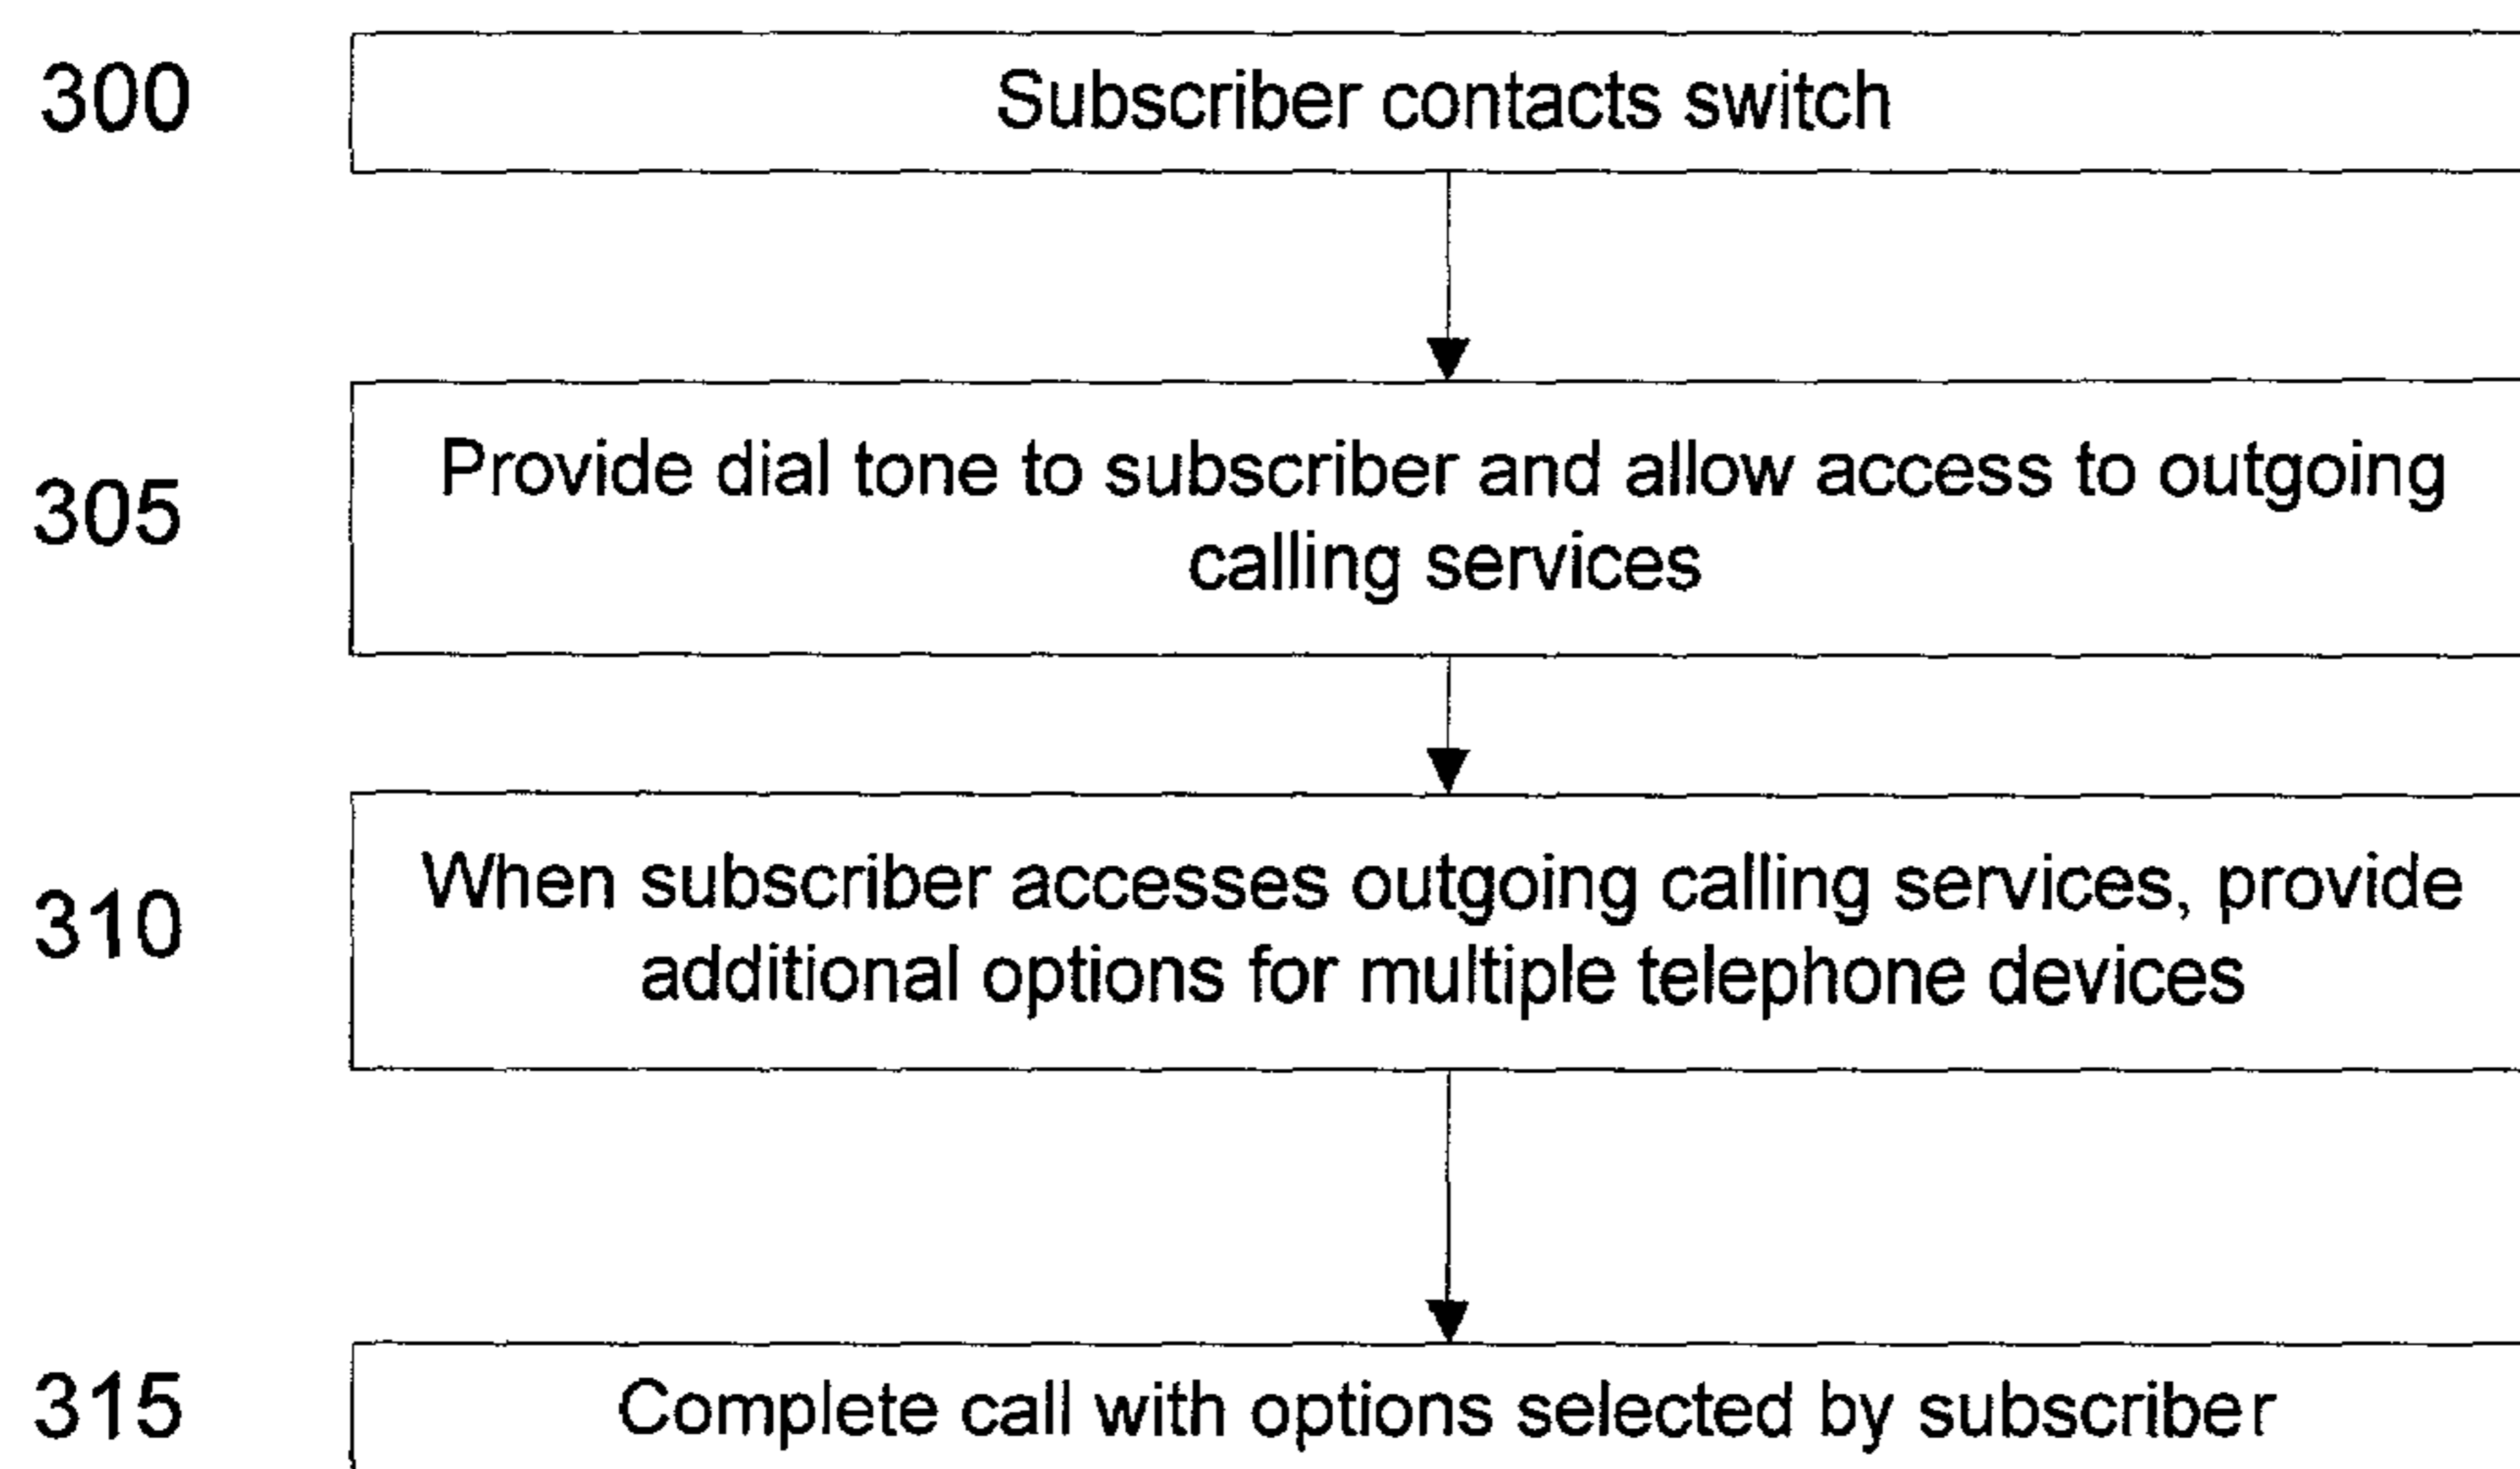 300
Subscriber contacts switch
305
Provide dial tone to subscriber and allow access to outgoing
calling services
310
When subscriber accesses outgoing calling services, provide
additional options for multiple telephone devices
315
Complete call with options selected by subscriber